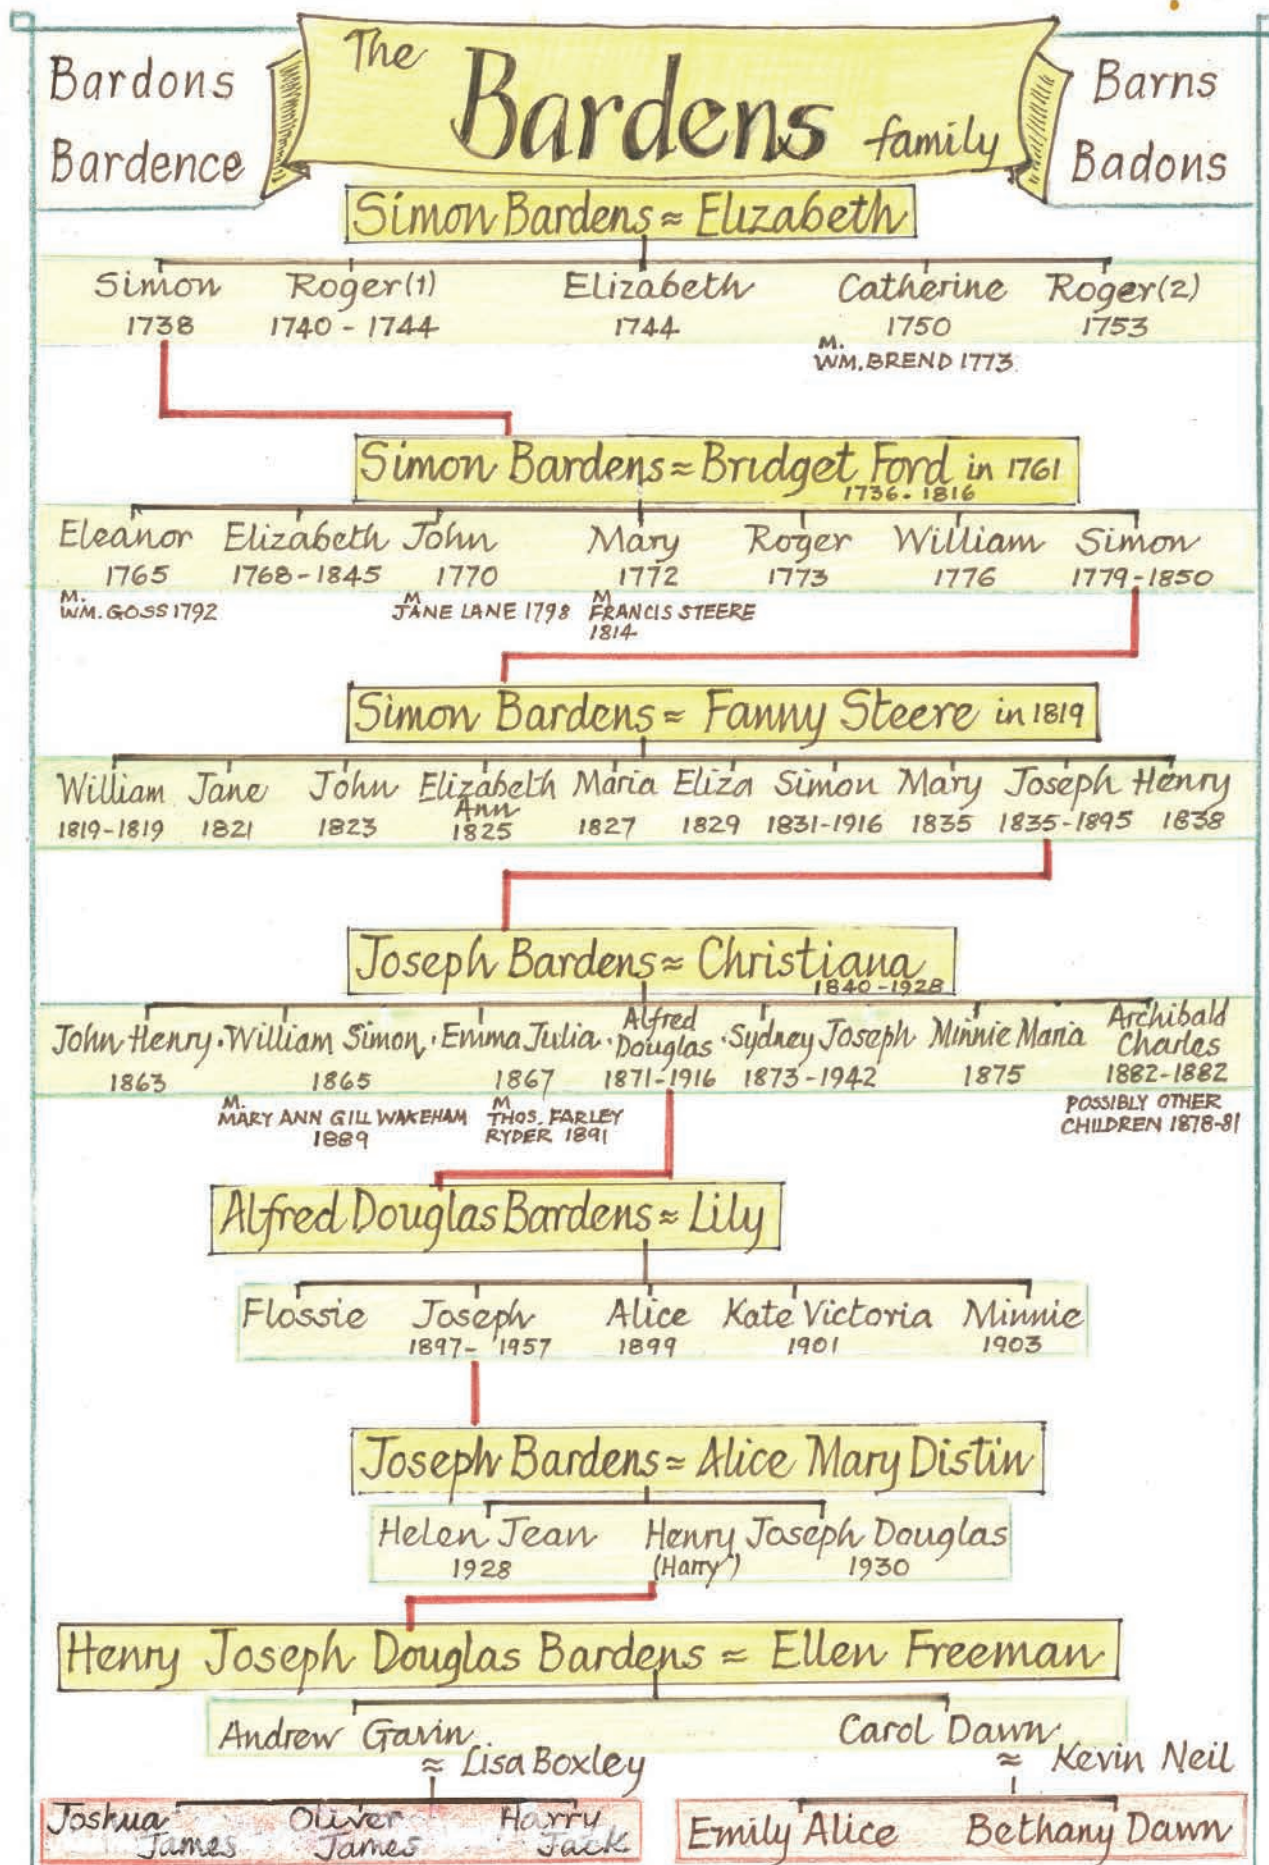 The Bardens family
Bardons
Bardence
Barns
Badons
Simon Bardens ≈ Elizabeth
Simon Roger(1) Elizabeth Catherine Roger(2)
1738 1740 - 1744 1744 1750 1753
M.
WM. BREND 1773
Simon Bardens ≈ Bridget Ford in 1761
1736 - 1816
Eleanor Elizabeth John Mary Roger William Simon
1765 1768-1845 1770 1772 1773 1776 1779-1850
M. M M
WM. GOSS 1792 JANE LANE 1798 FRANCIS STEERE
1814
Simon Bardens ≈ Fanny Steere in 1819
William Jane John Elizabeth Maria Eliza Simon Mary Joseph Henry
Ann
1819-1819 1821 1823 1825 1827 1829 1831-1916 1835 1835-1895 1838
Joseph Bardens ≈ Christiana
1840-1928
John Henry · William Simon · Emma Julia · Alfred Douglas · Sydney Joseph Minnie Maria Archibald Charles
1863 1865 1867 1871-1916 1873-1942 1875 1882-1882
M. M POSSIBLY OTHER
MARY ANN GILL WAKEHAM THOS. FARLEY CHILDREN 1878-81
1889 RYDER 1891
Alfred Douglas Bardens ≈ Lily
Flossie Joseph Alice Kate Victoria Minnie
1897- 1957 1899 1901 1903
Joseph Bardens ≈ Alice Mary Distin
Helen Jean Henry Joseph Douglas
1928 (Harry) 1930
Henry Joseph Douglas Bardens ≈ Ellen Freeman
Andrew Gavin Carol Dawn
≈ Lisa Boxley ≈ Kevin Neil
Joshua Oliver Harry
James James Jack
Emily Alice Bethany Dawn